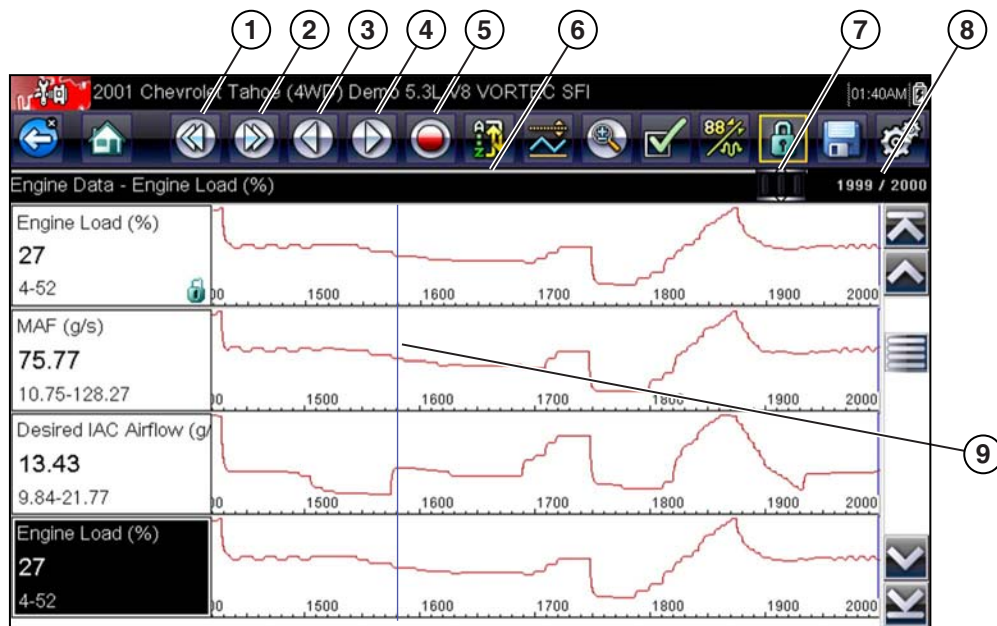 1 2 3 4 5 6 7 8
2001 Chevrolet Tahoe (4WD) Demo 5.3L V8 VORTEC SFI 01:40AM
A Z 88
Engine Data - Engine Load (%) 1999 / 2000
Engine Load (%)
27
4-52
00 1500 1600 1700 1800 1900 2000
MAF (g/s)
75.77
10.75-128.27
00 1500 1600 1700 1800 1900 2000
9
Desired IAC Airflow (g/
13.43
9.84-21.77
00 1500 1600 1700 1800 1900 2000
Engine Load (%)
27
4-52
00 1500 1600 1700 1800 1900 2000